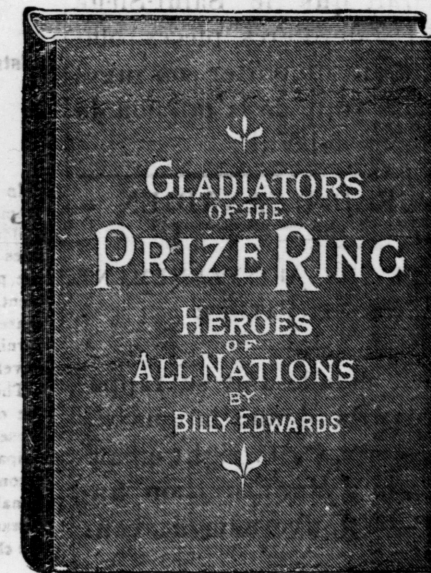 GLADIATORS
OF THE
PRIZE RING
HEROES
OF
ALL NATIONS
BY
BILLY EDWARDS